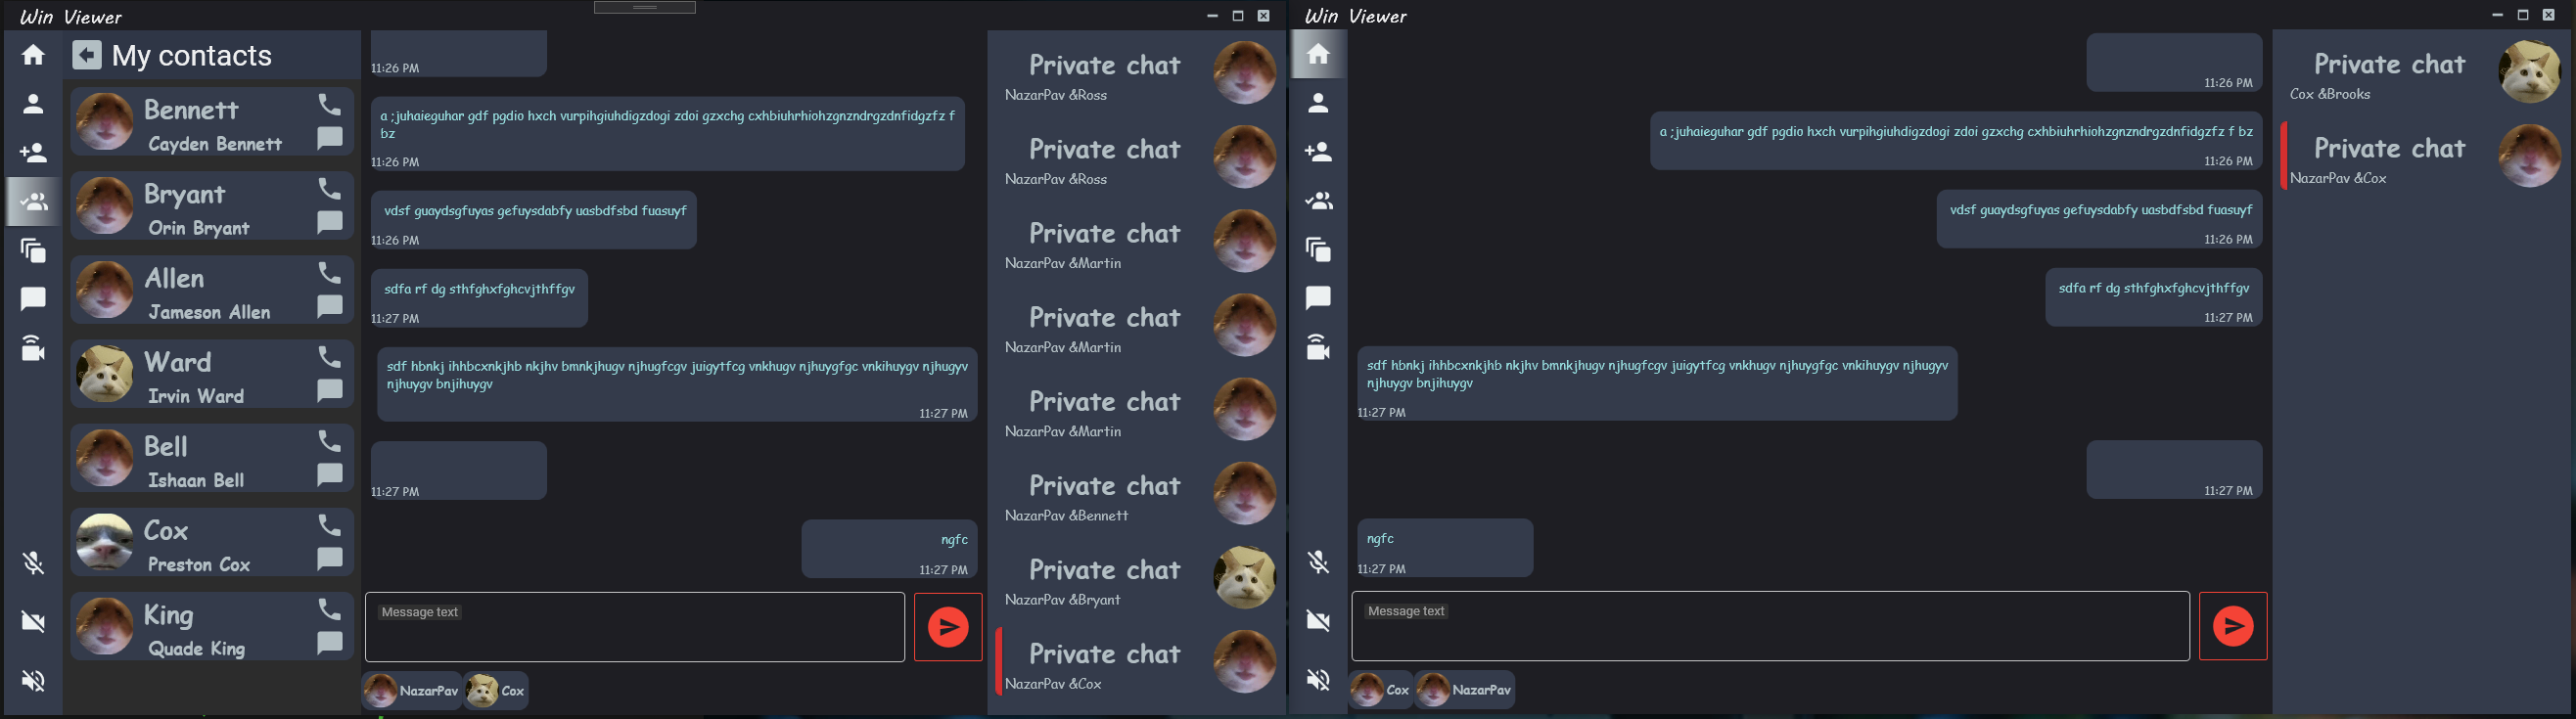 Win Viewer
My contacts
Bennett
Cayden Bennett
Bryant
Orin Bryant
Allen
Jameson Allen
Ward
Irvin Ward
Bell
Ishaan Bell
Cox
Preston Cox
King
Quade King
11:26 PM
a ;juhaieguhar gdf pgdio hxch vurpihgiuhdigzdogi zdoi gzxchg cxhbiuhrhiohzgnzndrgzdnfidgzfz f
bz
11:26 PM
vdsf guaydsgfuyas gefuysdabfy uasbdfsbd fuasuyf
11:26 PM
sdfa rf dg sthfghxfghcvjthffgv
11:27 PM
sdf hbnkj ihhbcxnkjhb nkjhv bmnkjhugv njhugfcgv juigytfcg vnkhugv njhuygfgc vnkihuygv njhugyv
njhuygv bnjihuygv
11:27 PM
11:27 PM
ngfc
11:27 PM
Message text
NazarPav Cox
Private chat
NazarPav &Ross
Private chat
NazarPav &Ross
Private chat
NazarPav &Martin
Private chat
NazarPav &Martin
Private chat
NazarPav &Martin
Private chat
NazarPav &Bennett
Private chat
NazarPav &Bryant
Private chat
NazarPav &Cox
Win Viewer
11:26 PM
a ;juhaieguhar gdf pgdio hxch vurpihgiuhdigzdogi zdoi gzxchg cxhbiuhrhiohzgnzndrgzdnfidgzfz f bz
11:26 PM
vdsf guaydsgfuyas gefuysdabfy uasbdfsbd fuasuyf
11:26 PM
sdfa rf dg sthfghxfghcvjthffgv
11:27 PM
sdf hbnkj ihhbcxnkjhb nkjhv bmnkjhugv njhugfcgv juigytfcg vnkhugv njhuygfgc vnkihuygv njhugyv
njhuygv bnjihuygv
11:27 PM
11:27 PM
ngfc
11:27 PM
Message text
Cox NazarPav
Private chat
Cox &Brooks
Private chat
NazarPav &Cox